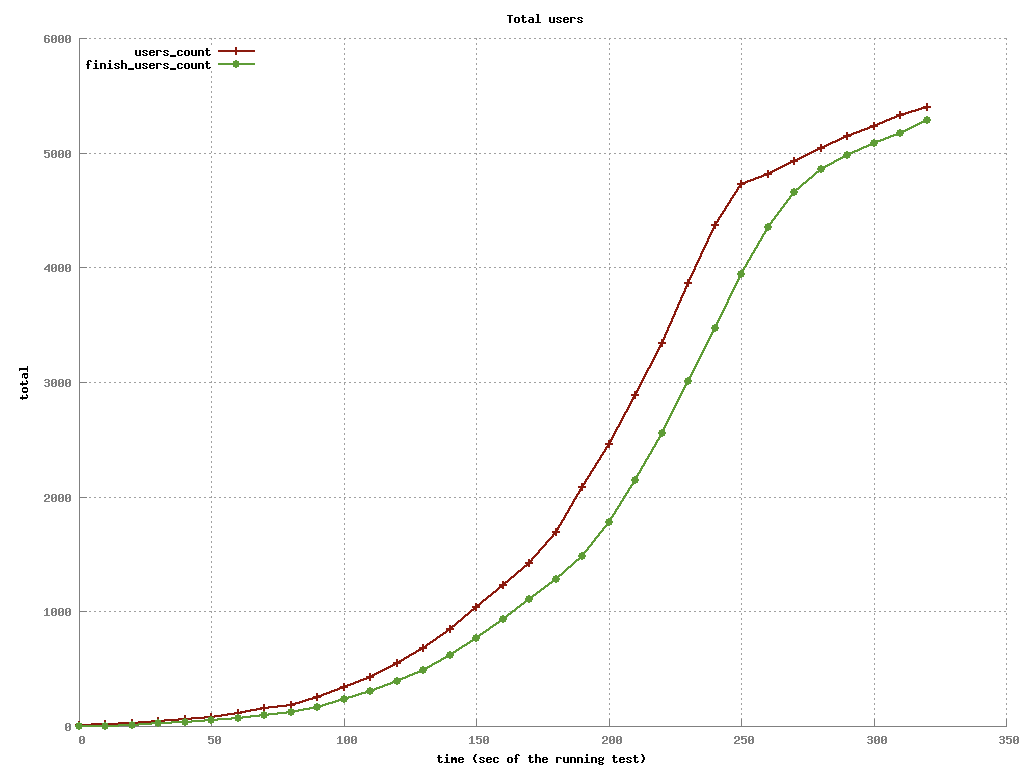 Total users
6000
users_count
finish_users_count
5000
4000
3000
total
2000
1000
0
0 50 100 150 200 250 300 350
time (sec of the running test)